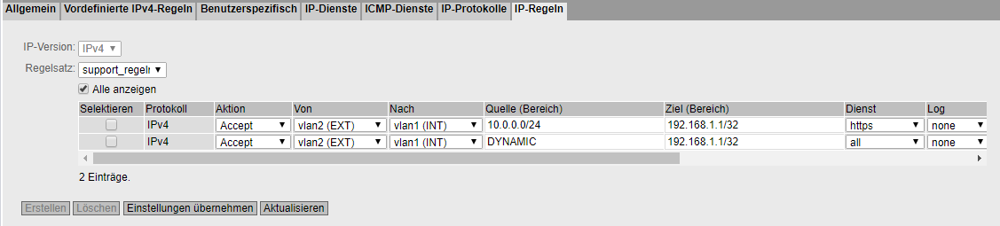 Allgemein Vordefinierte IPv4-Regeln Benutzerspezifisch IP-Dienste ICMP-Dienste IP-Protokolle IP-Regeln
IP-Version: IPv4
Regelsatz: support_regeln
Alle anzeigen
Selektieren Protokoll Aktion Von Nach Quelle (Bereich) Ziel (Bereich) Dienst Log
IPv4 Accept vlan2 (EXT) vlan1 (INT) 10.0.0.0/24 192.168.1.1/32 https none
IPv4 Accept vlan2 (EXT) vlan1 (INT) DYNAMIC 192.168.1.1/32 all none
2 Einträge.
Erstellen Löschen Einstellungen übernehmen Aktualisieren